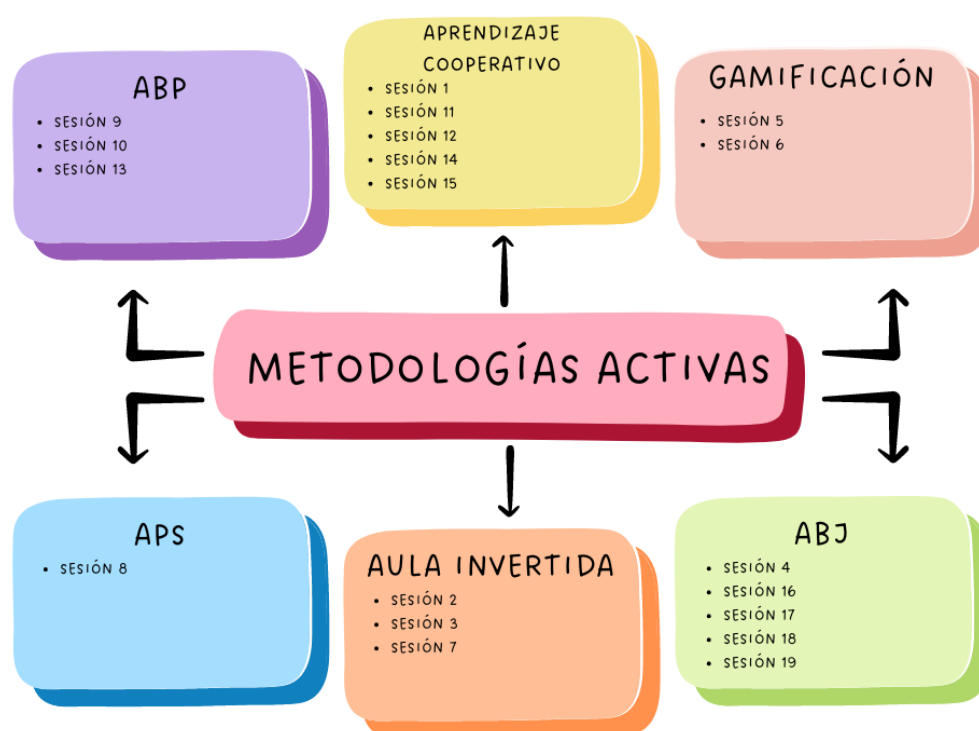 ABP
• SESIÓN 9
• SESIÓN 10
• SESIÓN 13
APRENDIZAJE
COOPERATIVO
• SESIÓN 1
• SESIÓN 11
• SESIÓN 12
• SESIÓN 14
• SESIÓN 15
GAMIFICACIÓN
• SESIÓN 5
• SESIÓN 6
METODOLOGÍAS ACTIVAS
APS
• SESIÓN 8
AULA INVERTIDA
• SESIÓN 2
• SESIÓN 3
• SESIÓN 7
ABJ
• SESIÓN 4
• SESIÓN 16
• SESIÓN 17
• SESIÓN 18
• SESIÓN 19